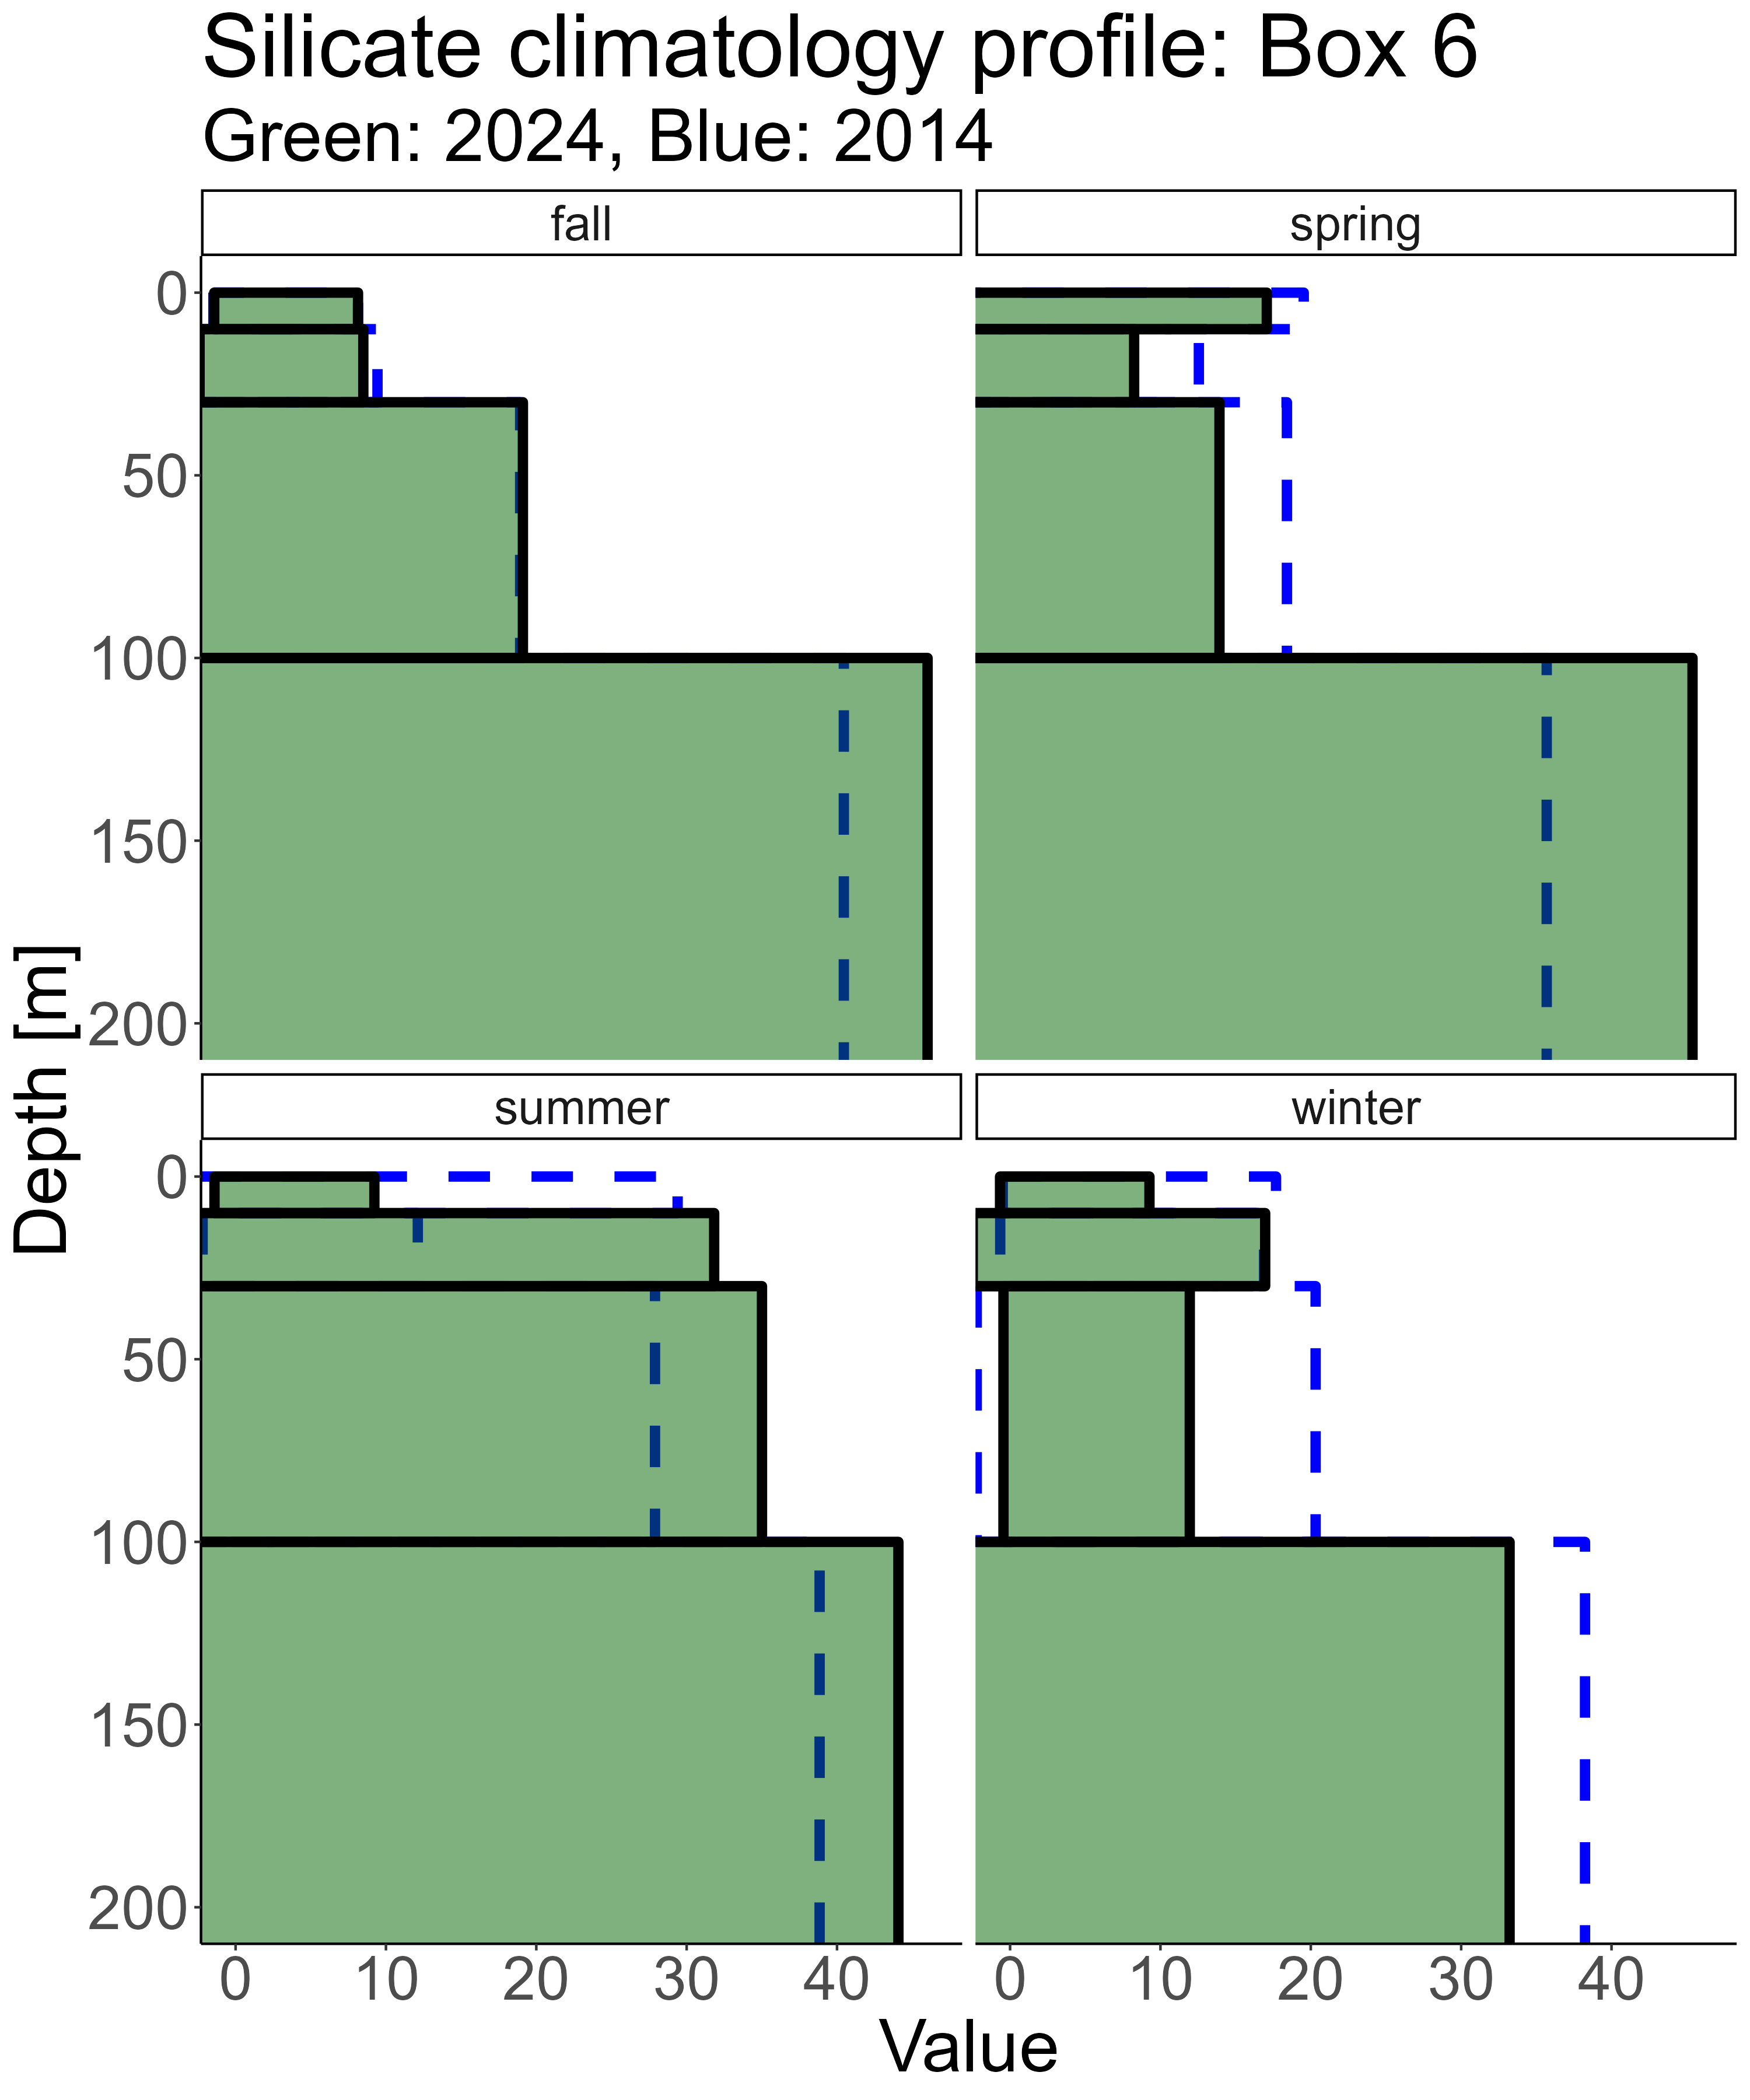 Silicate climatology profile: Box 6
Green: 2024, Blue: 2014
fall
spring
0
50
100
150
200
summer
winter
0
50
100
150
200
Depth [m]
0 10 20 30 40
0 10 20 30 40
Value